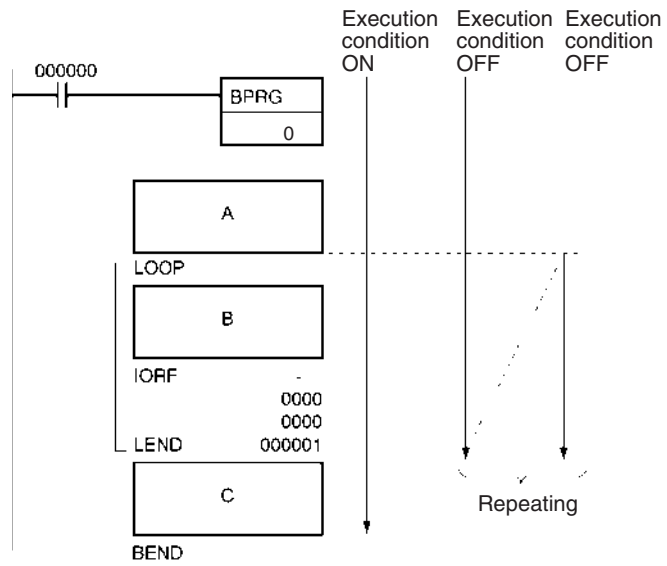 Execution condition ON
Execution condition OFF
Execution condition OFF
000000
BPRG
0
A
LOOP
B
IORF
0000
0000
LEND 000001
C
Repeating
BEND